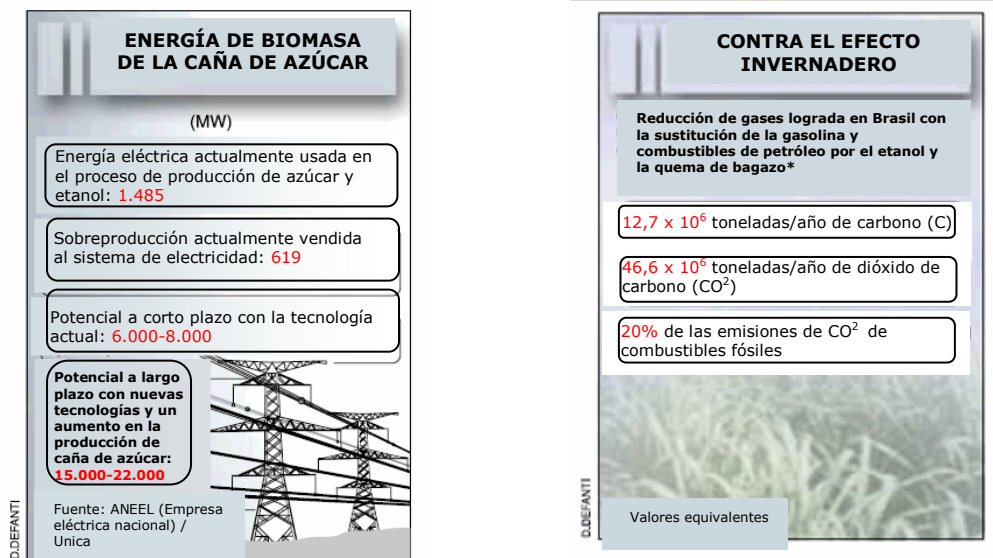 ENERGÍA DE BIOMASA
DE LA CAÑA DE AZÚCAR
(MW)
Energía eléctrica actualmente usada en
el proceso de producción de azúcar y
etanol: 1.485
Sobreproducción actualmente vendida
al sistema de electricidad: 619
Potencial a corto plazo con la tecnología
actual: 6.000-8.000
Potencial a largo
plazo con nuevas
tecnologías y un
aumento en la
producción de
caña de azúcar:
15.000-22.000
Fuente: ANEEL (Empresa
eléctrica nacional) /
Unica
D.DEFANTI
CONTRA EL EFECTO
INVERNADERO
Reducción de gases lograda en Brasil con
la sustitución de la gasolina y
combustibles de petróleo por el etanol y
la quema de bagazo*
12,7 x 10⁶ toneladas/año de carbono (C)
46,6 x 10⁶ toneladas/año de dióxido de
carbono (CO²)
20% de las emisiones de CO² de
combustibles fósiles
Valores equivalentes
D.DEFANTI